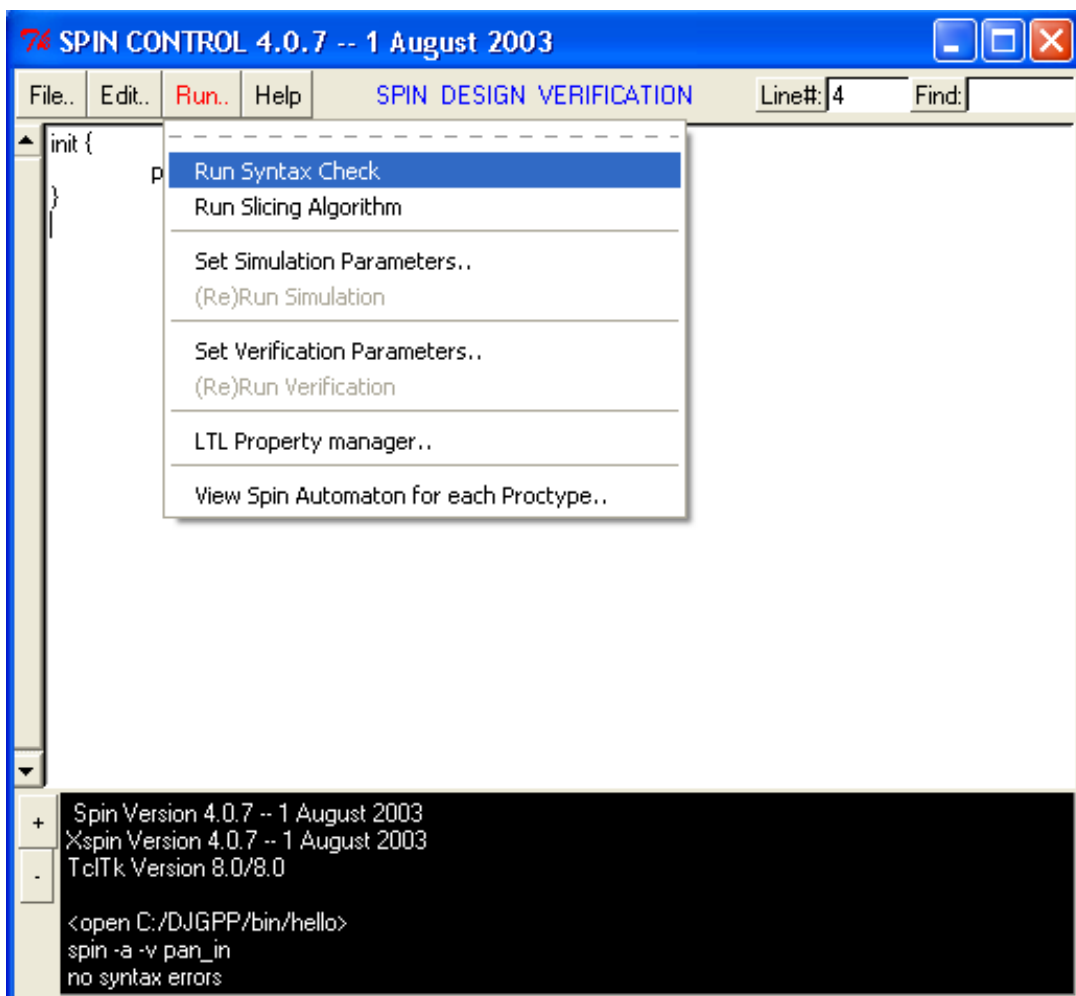 SPIN CONTROL 4.0.7 -- 1 August 2003
File.. Edit.. Run.. Help SPIN DESIGN VERIFICATION Line#: 4 Find:
init {
p
}
Run Syntax Check
Run Slicing Algorithm
Set Simulation Parameters..
(Re)Run Simulation
Set Verification Parameters..
(Re)Run Verification
LTL Property manager..
View Spin Automaton for each Proctype..
+
-
Spin Version 4.0.7 -- 1 August 2003
Xspin Version 4.0.7 -- 1 August 2003
TclTk Version 8.0/8.0
<open C:/DJGPP/bin/hello>
spin -a -v pan_in
no syntax errors